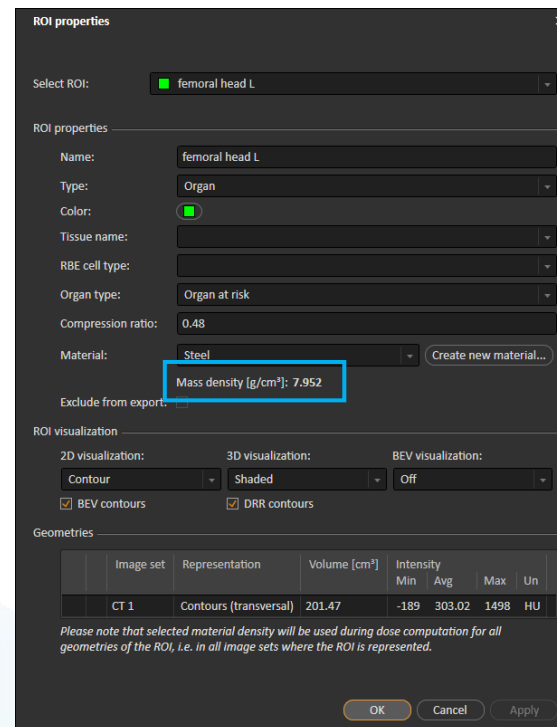 ROI properties
Select ROI: femoral head L
ROI properties
Name: femoral head L
Type: Organ
Color:
Tissue name:
RBE cell type:
Organ type: Organ at risk
Compression ratio: 0.48
Material: Steel Create new material...
Mass density [g/cm³]: 7.952
Exclude from export:
ROI visualization
2D visualization: 3D visualization: BEV visualization:
Contour Shaded Off
BEV contours DRR contours
Geometries
Image set Representation Volume [cm³] Intensity
Min Avg Max Un
CT 1 Contours (transversal) 201.47 -189 303.02 1498 HU
Please note that selected material density will be used during dose computation for all
geometries of the ROI, i.e. in all image sets where the ROI is represented.
OK Cancel Apply